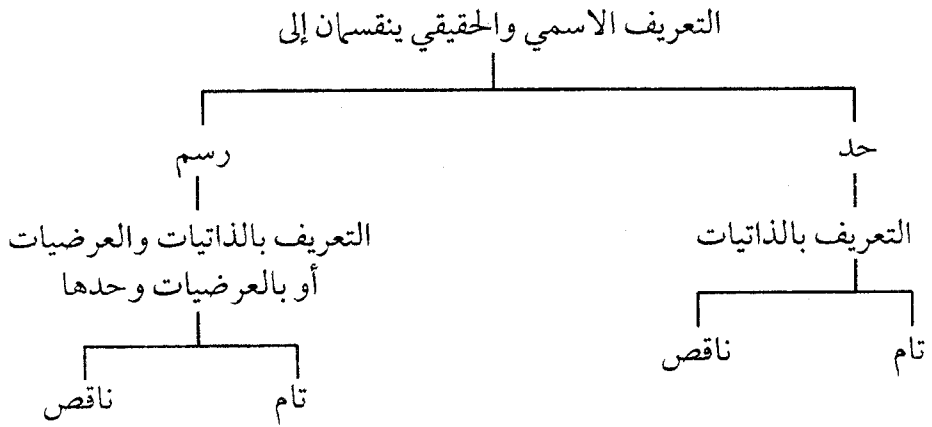 التعريف الاسمي والحقيقي ينقسمان إلى
حد
رسم
التعريف بالذاتيات
التعريف بالذاتيات والعرضيات
أو بالعرضيات وحدها
تام
ناقص
تام
ناقص